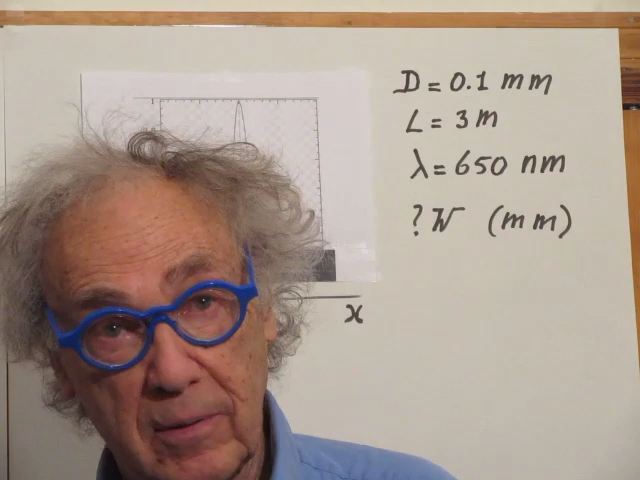 D = 0.1 mm
L = 3 m
λ = 650 nm
? W (mm)
x